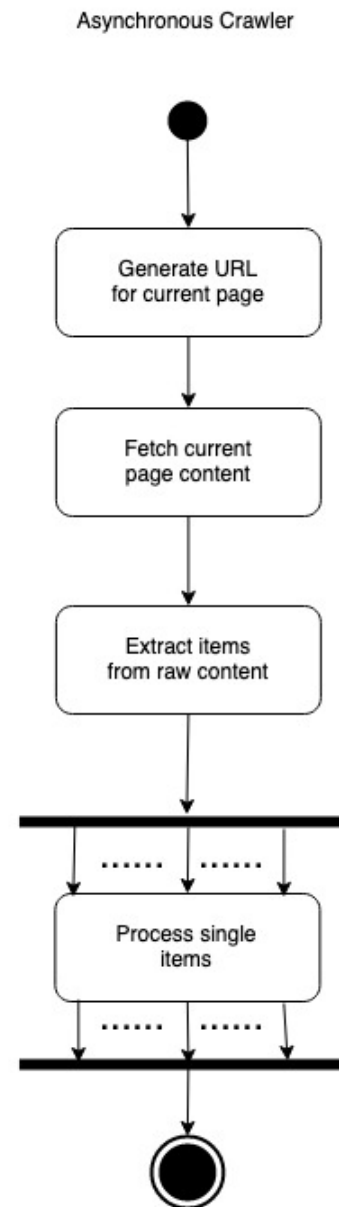 Asynchronous Crawler
Generate URL
for current page
Fetch current
page content
Extract items
from raw content
...... ......
Process single
items
...... ......